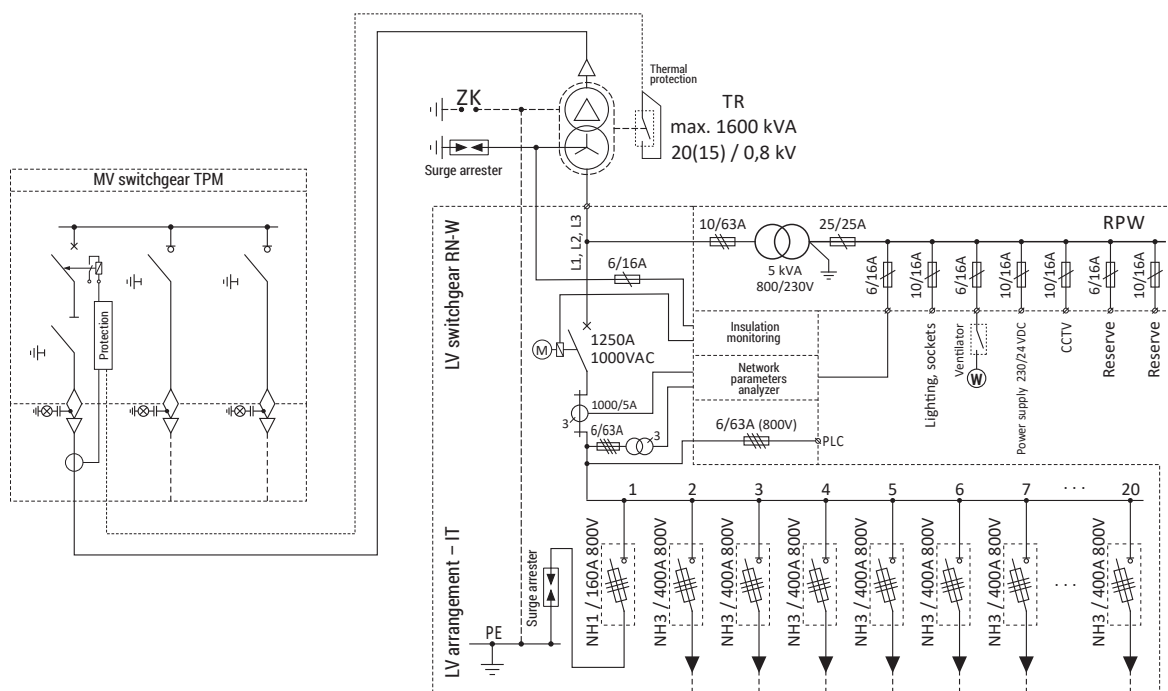 Thermal
protection
ZK
TR
max. 1600 kVA
20(15) / 0,8 kV
Surge arrester
MV switchgear TPM
Protection
LV switchgear RN-W
L1, L2, L3
10/63A
25/25A
RPW
5 kVA
800/230V
6/16A
6/16A
10/16A
6/16A
10/16A
10/16A
6/16A
10/16A
Insulation
monitoring
Lighting, sockets
Ventilator
W
Power supply 230/24 VDC
CCTV
Reserve
Reserve
M
1250A
1000VAC
Network
parameters
analyzer
1000/5A
3
6/63A
3
6/63A (800V)
PLC
1 2 3 4 5 6 7 · · · 20
LV arrangement – IT
Surge arrester
PE
NH1 / 160A 800V
NH3 / 400A 800V
NH3 / 400A 800V
NH3 / 400A 800V
NH3 / 400A 800V
NH3 / 400A 800V
NH3 / 400A 800V
· · ·
NH3 / 400A 800V